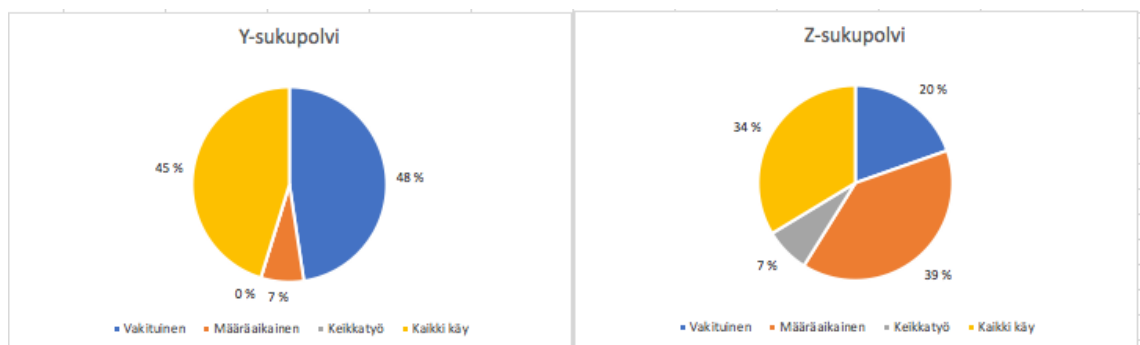 Y-sukupolvi
45 %
48 %
0 % 7 %
Vakituinen Määräaikainen Keikkatyö Kaikki käy
Z-sukupolvi
20 %
34 %
7 %
39 %
Vakituinen Määräaikainen Keikkatyö Kaikki käy